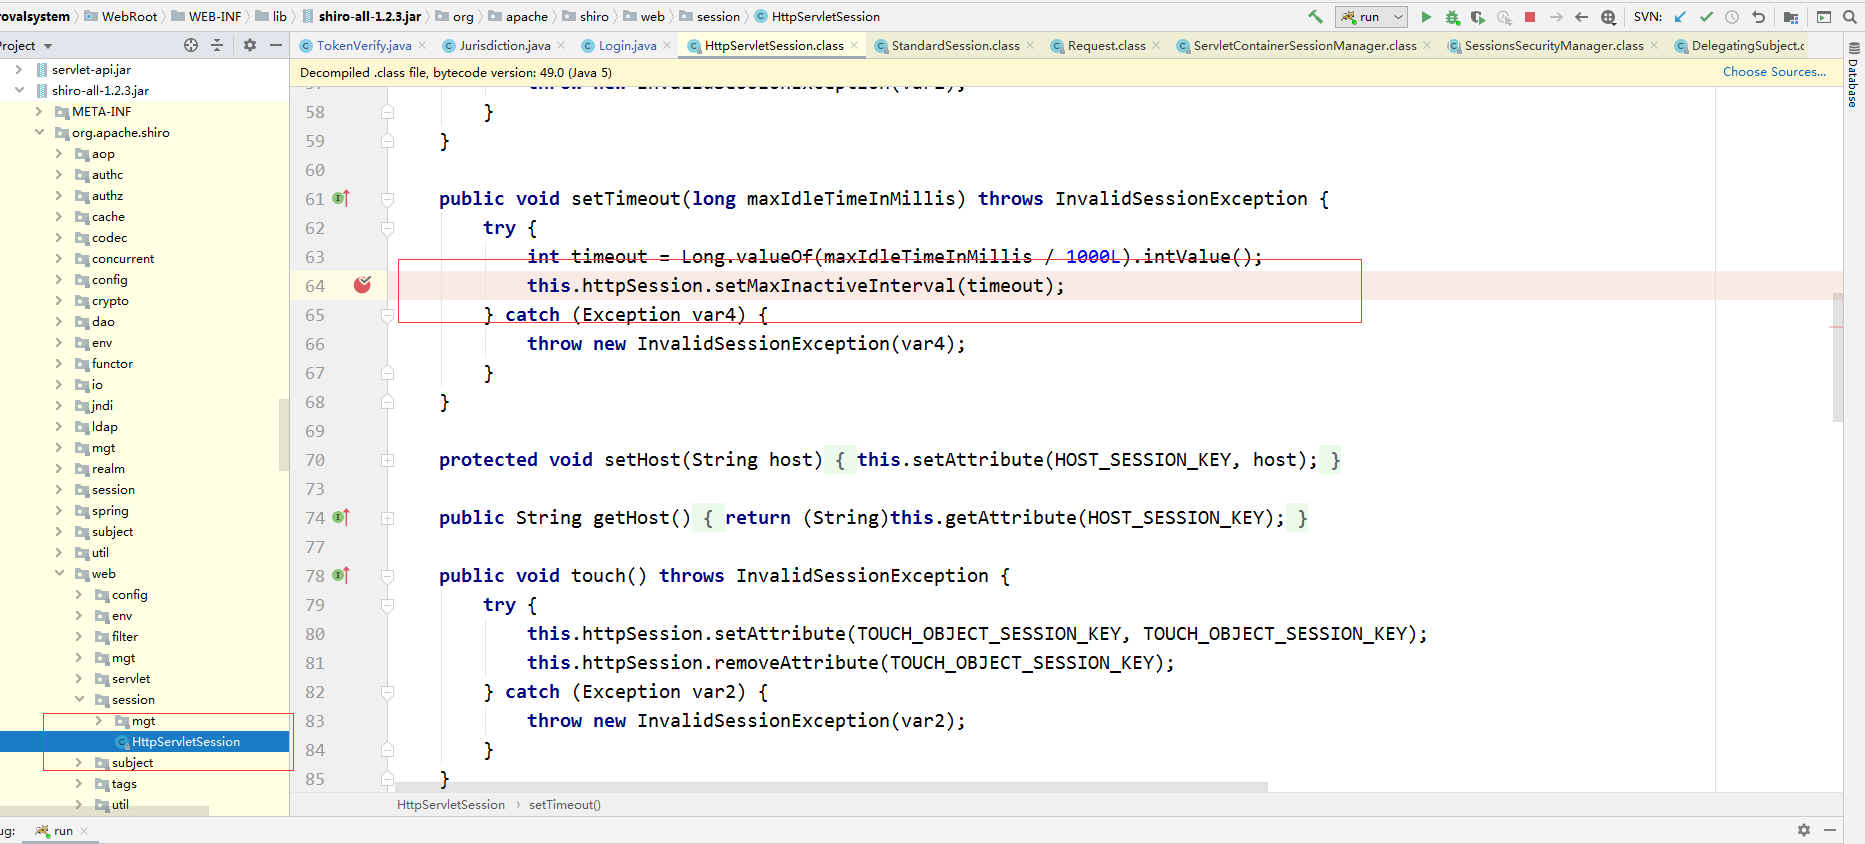 rovalsystem WebRoot WEB-INF lib shiro-all-1.2.3.jar org apache shiro web session HttpServletSession run SVN:
Project
TokenVerify.java Jurisdiction.java Login.java HttpServletSession.class StandardSession.class Request.class ServletContainerSessionManager.class SessionsSecurityManager.class DelegatingSubject.c
Decompiled .class file, bytecode version: 49.0 (Java 5) Choose Sources...
Database
servlet-api.jar
shiro-all-1.2.3.jar
META-INF
org.apache.shiro
aop
authc
authz
cache
codec
concurrent
config
crypto
dao
env
functor
io
jndi
ldap
mgt
realm
session
spring
subject
util
web
config
env
filter
mgt
servlet
session
mgt
HttpServletSession
subject
tags
util
57 throw new InvalidSessionException(var2);
58 }
59 }
60
61 public void setTimeout(long maxIdleTimeInMillis) throws InvalidSessionException {
62 try {
63 int timeout = Long.valueOf(maxIdleTimeInMillis / 1000L).intValue();
64 this.httpSession.setMaxInactiveInterval(timeout);
65 } catch (Exception var4) {
66 throw new InvalidSessionException(var4);
67 }
68 }
69
70 protected void setHost(String host) { this.setAttribute(HOST_SESSION_KEY, host); }
73
74 public String getHost() { return (String)this.getAttribute(HOST_SESSION_KEY); }
77
78 public void touch() throws InvalidSessionException {
79 try {
80 this.httpSession.setAttribute(TOUCH_OBJECT_SESSION_KEY, TOUCH_OBJECT_SESSION_KEY);
81 this.httpSession.removeAttribute(TOUCH_OBJECT_SESSION_KEY);
82 } catch (Exception var2) {
83 throw new InvalidSessionException(var2);
84 }
85 }
HttpServletSession › setTimeout()
ug: run